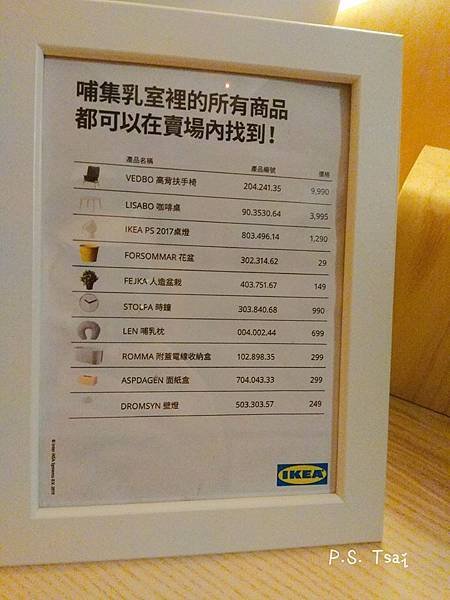 哺集乳室裡的所有商品
都可以在賣場內找到！
產品名稱 產品編號 價格
VEDBO 高背扶手椅 204.241.35 9,990
LISABO 咖啡桌 90.3530.64 3,995
IKEA PS 2017桌燈 803.496.14 1,290
FORSOMMAR 花盆 302.314.62 29
FEJKA 人造盆栽 403.751.67 149
STOLPA 時鐘 303.840.68 990
LEN 哺乳枕 004.002.44 699
ROMMA 附蓋電線收納盒 102.898.35 299
ASPDAGEN 面紙盒 704.043.33 299
DROMSYN 壁燈 503.303.57 249
© Inter IKEA Systems B.V. 2019
IKEA
P.S. Tsai